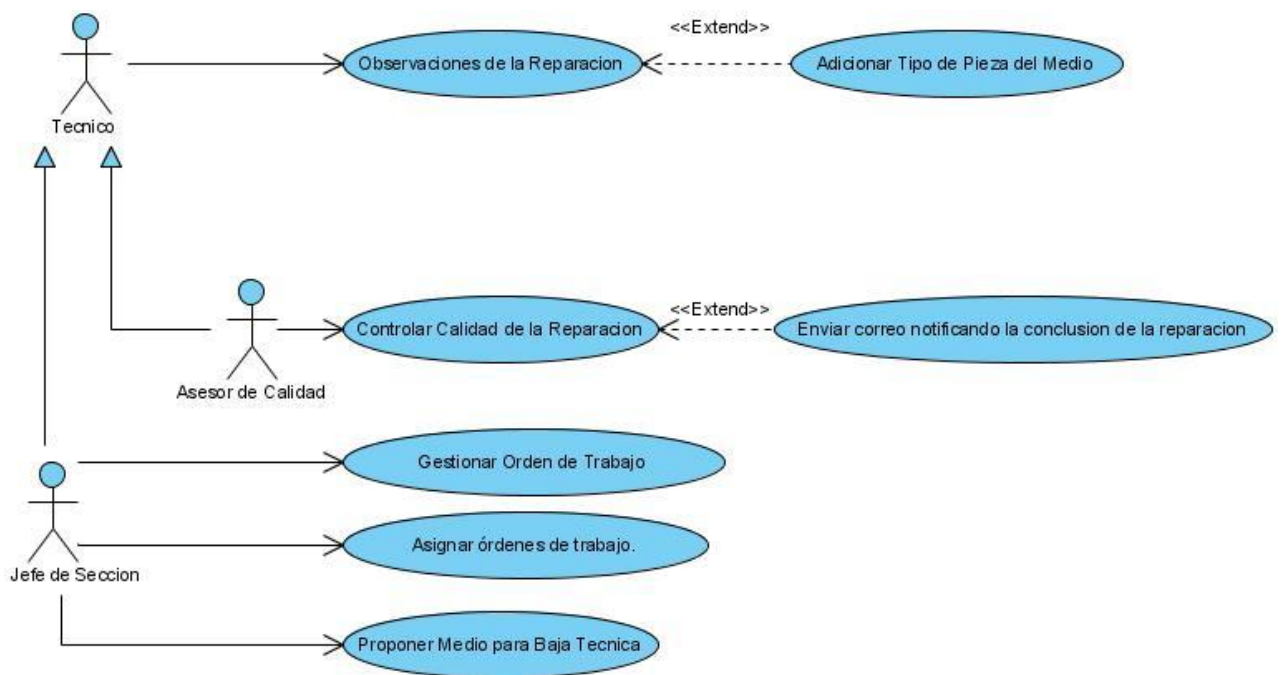 <<Extend>>
Observaciones de la Reparacion
Adicionar Tipo de Pieza del Medio
Tecnico
<<Extend>>
Controlar Calidad de la Reparacion
Enviar correo notificando la conclusion de la reparacion
Asesor de Calidad
Gestionar Orden de Trabajo
Asignar órdenes de trabajo.
Jefe de Seccion
Proponer Medio para Baja Tecnica